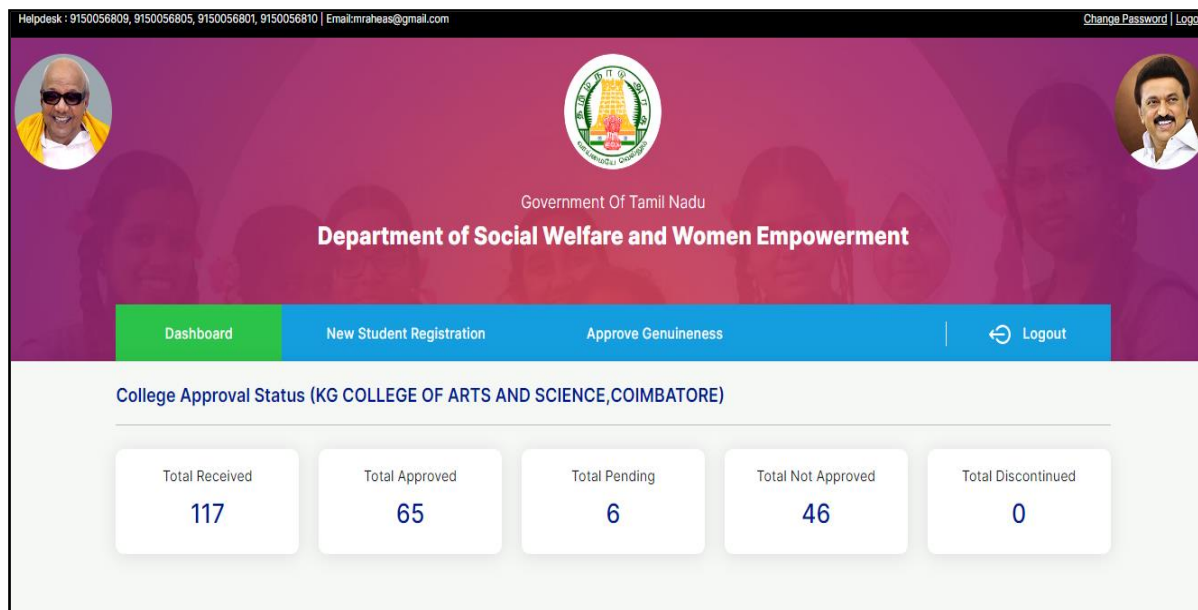 Helpdesk : 9150056809, 9150056805, 9150056801, 9150056810 | Email:mraheas@gmail.com
Change Password | Logo
தமிழ்நாடு அரசு
வாய்மையே வெல்லும்
Government Of Tamil Nadu
Department of Social Welfare and Women Empowerment
Dashboard
New Student Registration
Approve Genuineness
Logout
College Approval Status (KG COLLEGE OF ARTS AND SCIENCE,COIMBATORE)
Total Received
117
Total Approved
65
Total Pending
6
Total Not Approved
46
Total Discontinued
0